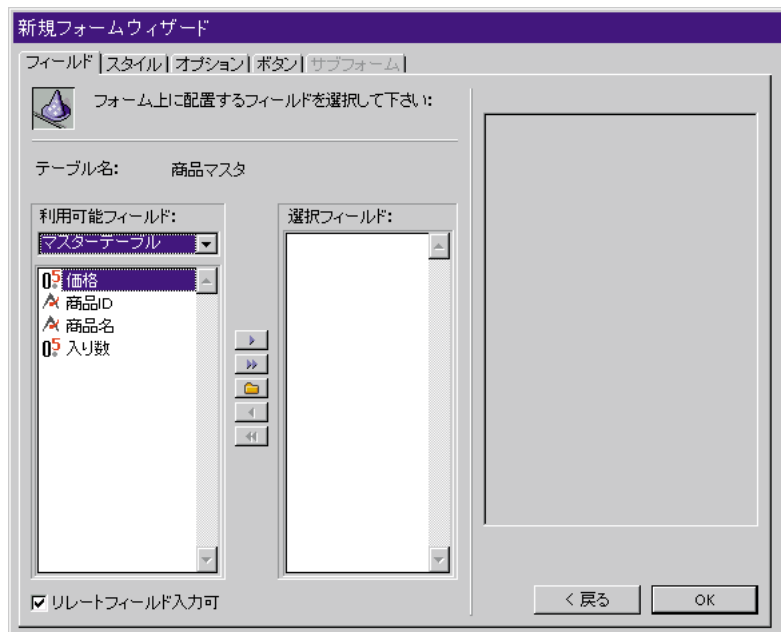 新規フォームウィザード
フィールド スタイル オプション ボタン サブフォーム
フォーム上に配置するフィールドを選択して下さい:
テーブル名: 商品マスタ
利用可能フィールド: 選択フィールド:
マスターテーブル
価格
商品ID
商品名
入り数
リレートフィールド入力可
< 戻る OK